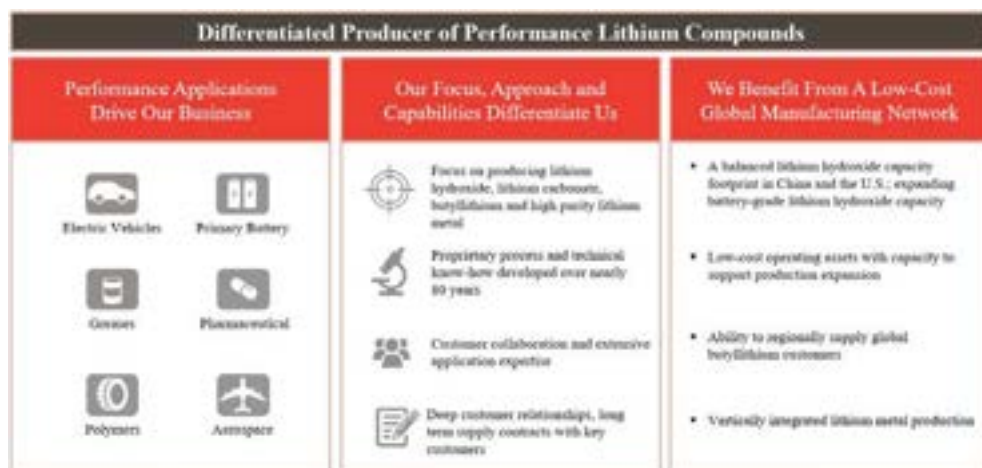 Differentiated Producer of Performance Lithium Compounds
Performance Applications
Drive Our Business
Electric Vehicles
Primary Battery
Greases
Pharmaceutical
Polymers
Aerospace
Our Focus, Approach and
Capabilities Differentiate Us
Focus on producing lithium
hydroxide, lithium carbonate,
butyllithium and high purity lithium
metal
Proprietary process and technical
know-how developed over nearly
80 years
Customer collaboration and extensive
application expertise
Deep customer relationships, long
term supply contracts with key
customers
We Benefit From A Low-Cost
Global Manufacturing Network
• A balanced lithium hydroxide capacity
footprint in China and the U.S.; expanding
battery-grade lithium hydroxide capacity
• Low-cost operating assets with capacity to
support production expansion
• Ability to regionally supply global
butyllithium customers
• Vertically integrated lithium metal production